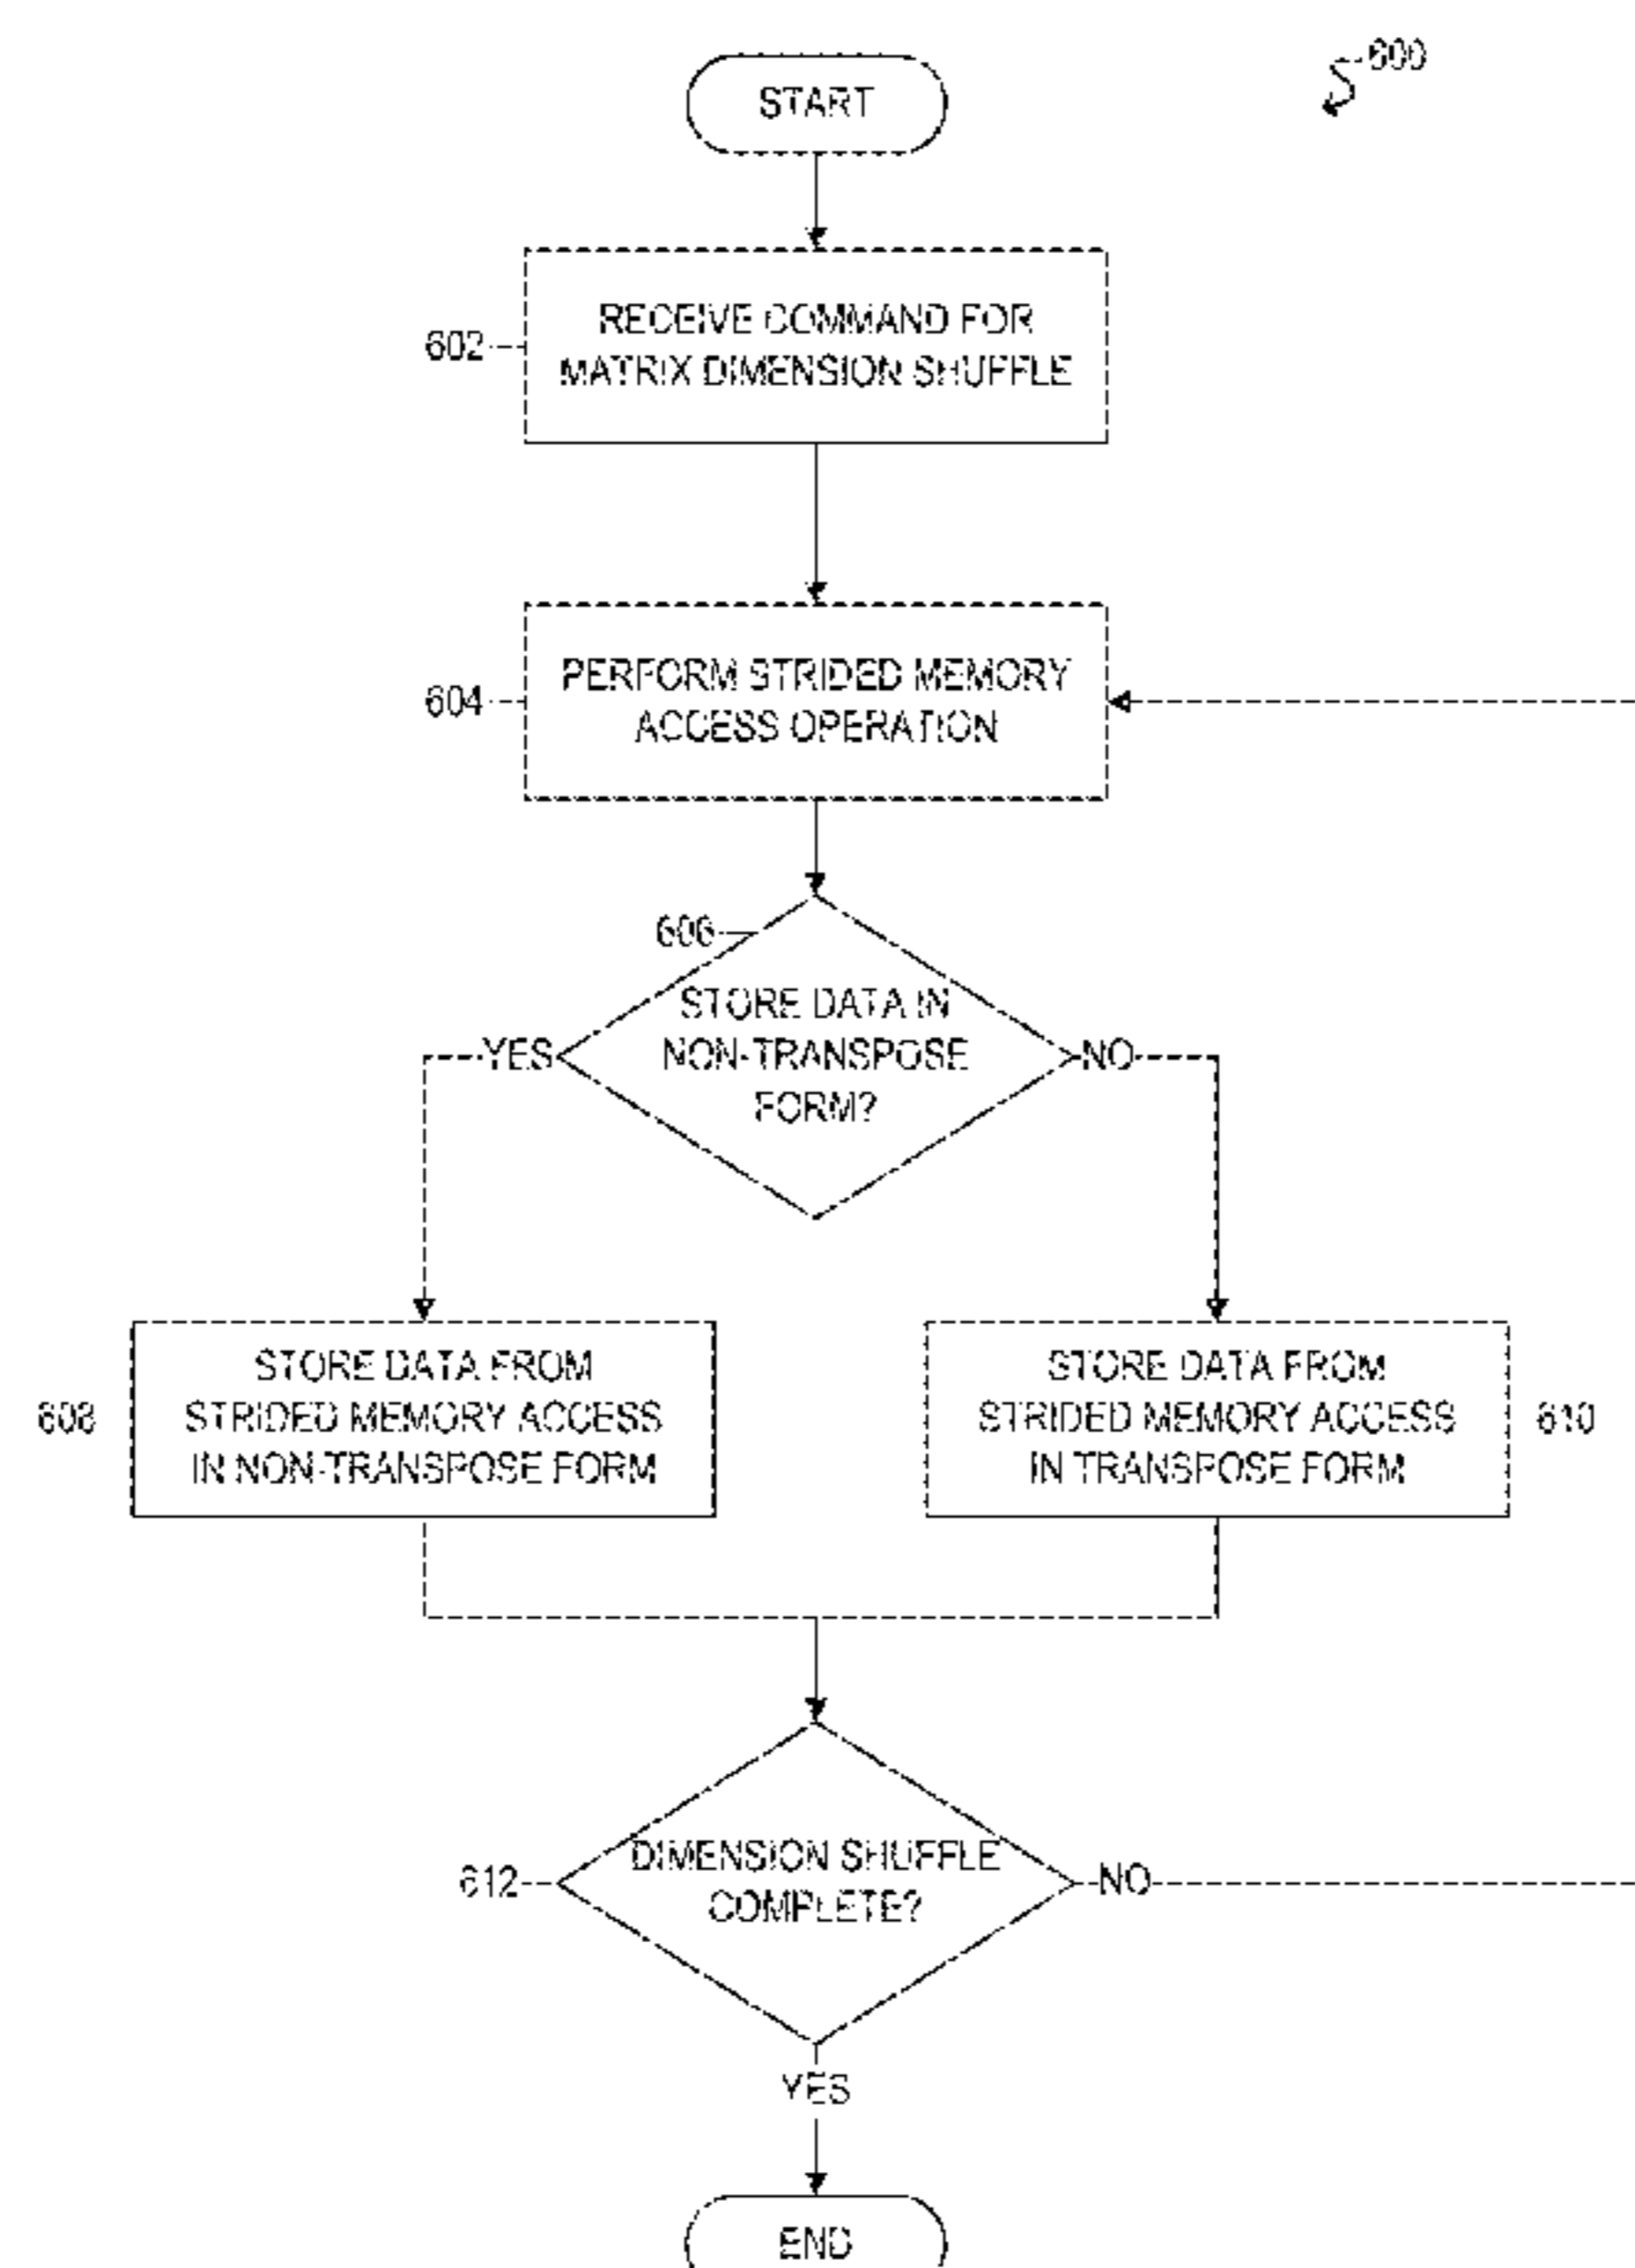 600
START
602
RECEIVE COMMAND FOR
MATRIX DIMENSION SHUFFLE
604
PERFORM STRIDED MEMORY
ACCESS OPERATION
606
STORE DATA IN
NON-TRANSPOSE
FORM?
YES
NO
608
STORE DATA FROM
STRIDED MEMORY ACCESS
IN NON-TRANSPOSE FORM
STORE DATA FROM
STRIDED MEMORY ACCESS
IN TRANSPOSE FORM
610
612
DIMENSION SHUFFLE
COMPLETE?
NO
YES
END